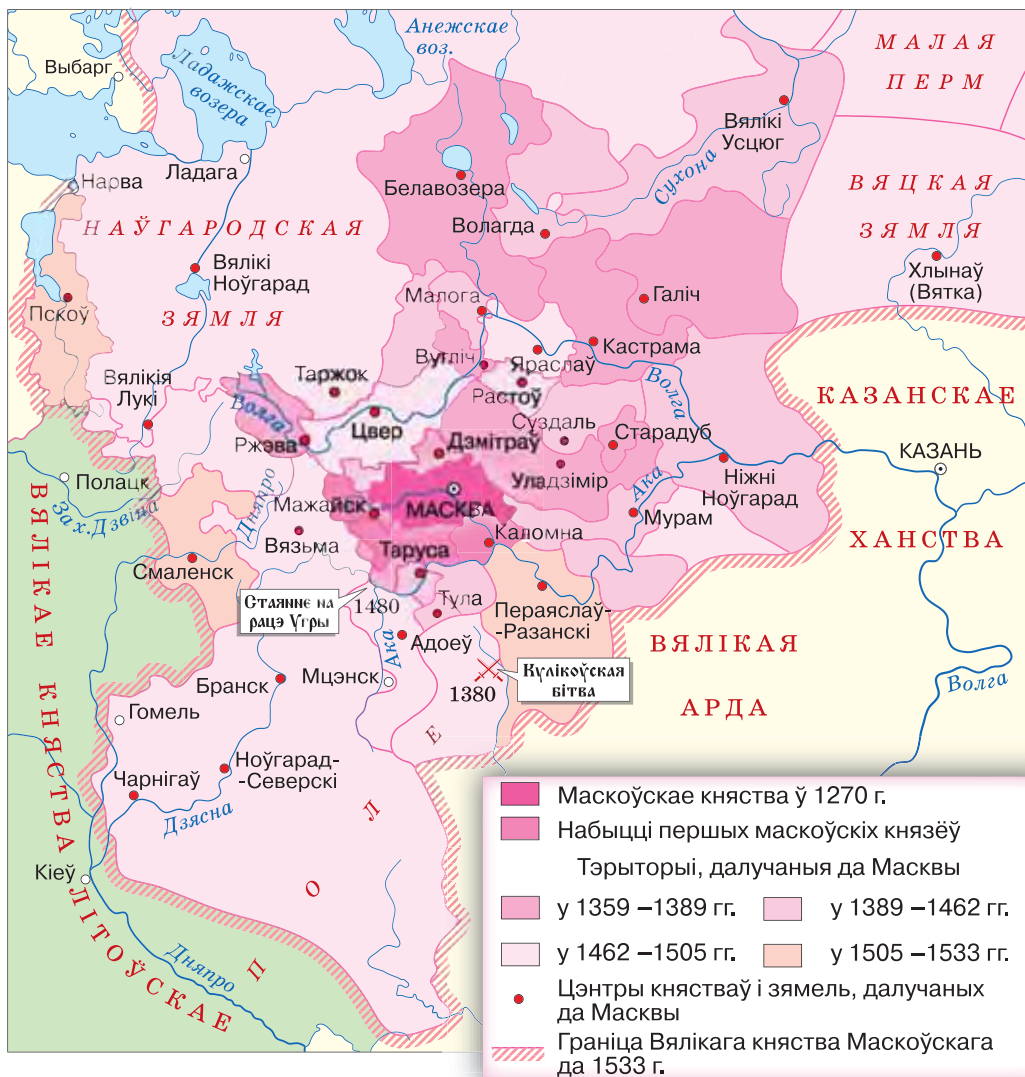 Анежскае
воз.
МАЛАЯ
ПЕРМ
Выбарг
Ладажскае
возера
Вялікі
Усцюг
Ладага
Нарва
Белавозера
Сухона
ВЯЦКАЯ
ЗЯМЛЯ
НАЎГАРОДСКАЯ
ЗЯМЛЯ
Волагда
Вялікі
Ноўгарад
Хлынаў
(Вятка)
Пскоў
Малога
Галіч
Вугліч
Яраслаў
Кастрама
Вялікія
Лукі
Таржок
Растоў
Волга
КАЗАНСКАЕ
ХАНСТВА
Волга
Цвер
Суздаль
Старадуб
Ржэва
Дзмітраў
КАЗАНЬ
Полацк
Уладзімір
Ніжні
Ноўгарад
Зах.Дзвіна
Дняпро
Мажайск
МАСКВА
Ака
Мурам
Вязьма
Каломна
Смаленск
Таруса
Стаянне на
рацэ Угры
1480
Тула
Пераяслаў-
-Разанскі
ВЯЛІКАЯ
АРДА
Ака
Адоеў
Бранск
Мцэнск
Кулікоўская
бітва
1380
Волга
Гомель
Ноўгарад-
-Северскі
Чарнігаў
Дзясна
Кіеў
Дняпро
ВЯЛІКАЕ КНЯСТВА
ЛІТОЎСКАЕ
ПОЛЕ
Маскоўскае княства ў 1270 г.
Набыцці першых маскоўскіх князёў
Тэрыторыі, далучаныя да Масквы
у 1359 –1389 гг.
у 1389 –1462 гг.
у 1462 –1505 гг.
у 1505 –1533 гг.
Цэнтры княстваў і зямель, далучаных
да Масквы
Граніца Вялікага княства Маскоўскага
да 1533 г.